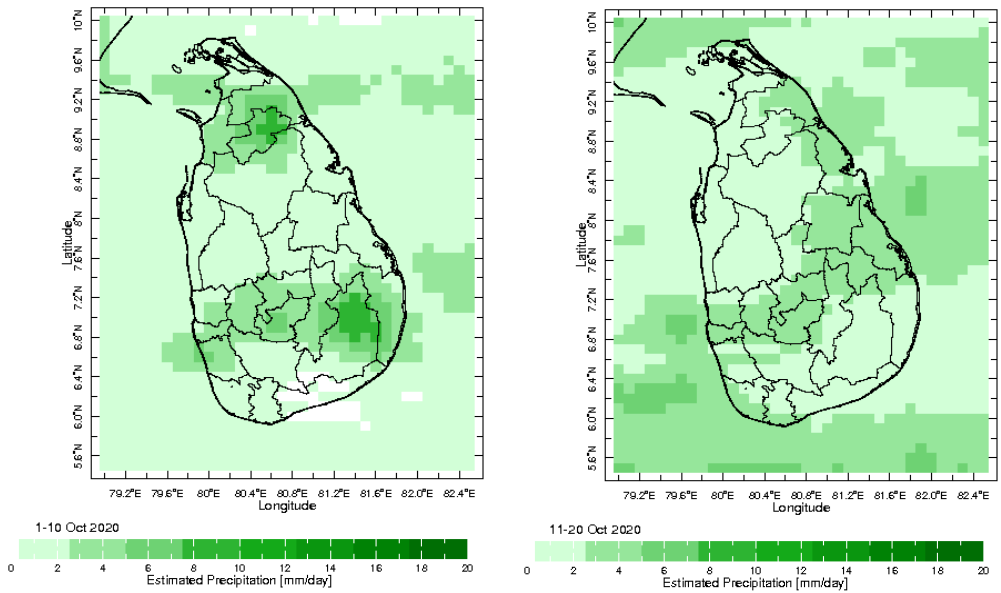 10°N
9.6°N
9.2°N
8.8°N
8.4°N
8°N
7.6°N
7.2°N
6.8°N
6.4°N
6.0°N
5.6°N
Latitude
79.2°E 79.6°E 80°E 80.4°E 80.8°E 81.2°E 81.6°E 82.0°E 82.4°E
Longitude
1-10 Oct 2020
0 2 4 6 8 10 12 14 16 18 20
Estimated Precipitation [mm/day]
10°N
9.6°N
9.2°N
8.8°N
8.4°N
8°N
7.6°N
7.2°N
6.8°N
6.4°N
6.0°N
5.6°N
Latitude
79.2°E 79.6°E 80°E 80.4°E 80.8°E 81.2°E 81.6°E 82.0°E 82.4°E
Longitude
11-20 Oct 2020
0 2 4 6 8 10 12 14 16 18 20
Estimated Precipitation [mm/day]